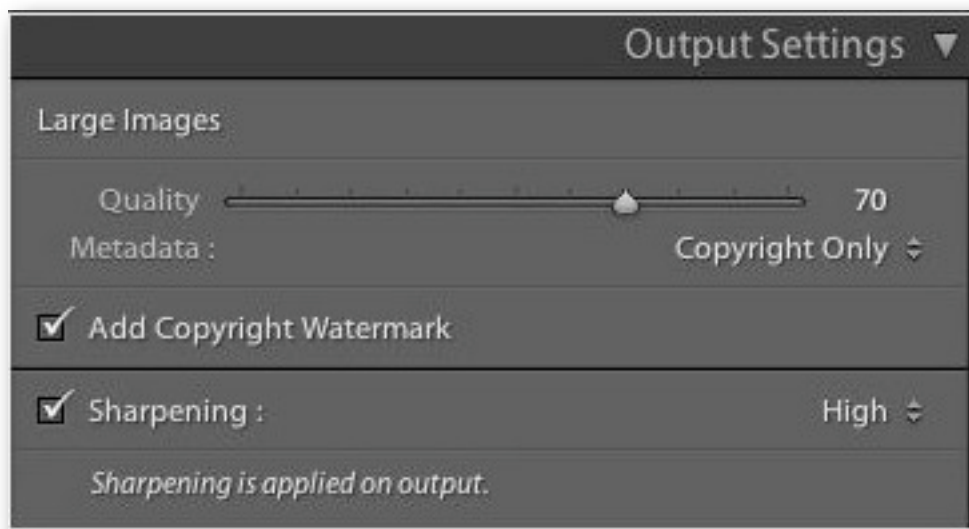 Output Settings
Large Images
Quality 70
Metadata : Copyright Only
Add Copyright Watermark
Sharpening : High
Sharpening is applied on output.